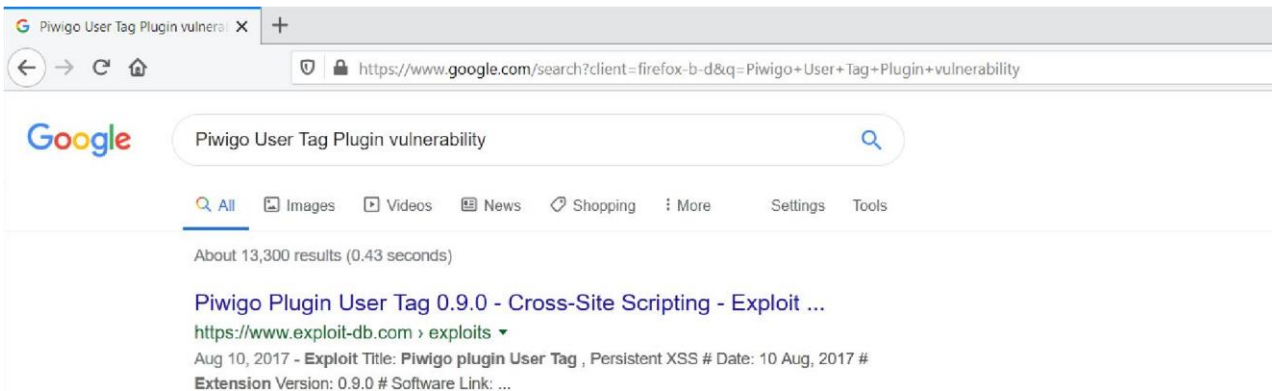 Piwigo User Tag Plugin vulnera
https://www.google.com/search?client=firefox-b-d&q=Piwigo+User+Tag+Plugin+vulnerability
Google
Piwigo User Tag Plugin vulnerability
All Images Videos News Shopping More Settings Tools
About 13,300 results (0.43 seconds)
Piwigo Plugin User Tag 0.9.0 - Cross-Site Scripting - Exploit ...
https://www.exploit-db.com › exploits
Aug 10, 2017 - Exploit Title: Piwigo plugin User Tag , Persistent XSS # Date: 10 Aug, 2017 #
Extension Version: 0.9.0 # Software Link: ...